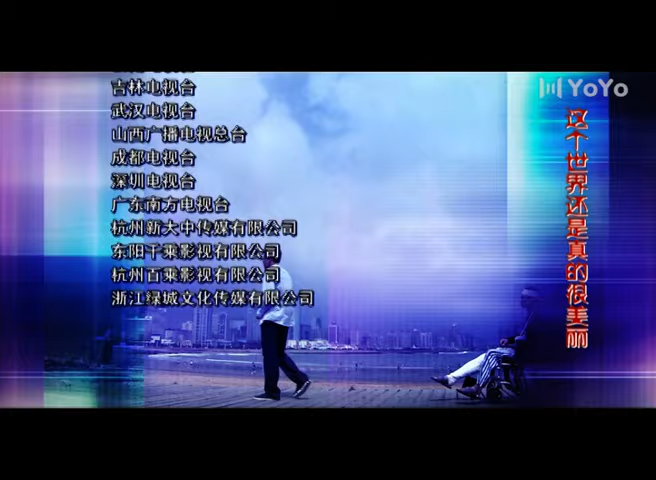 吉林电视台
武汉电视台
山西广播电视总台
成都电视台
深圳电视台
广东南方电视台
杭州新大中传媒有限公司
东阳千乘影视有限公司
杭州百乘影视有限公司
浙江绿城文化传媒有限公司
YoYo
这个世界还是真的很美丽